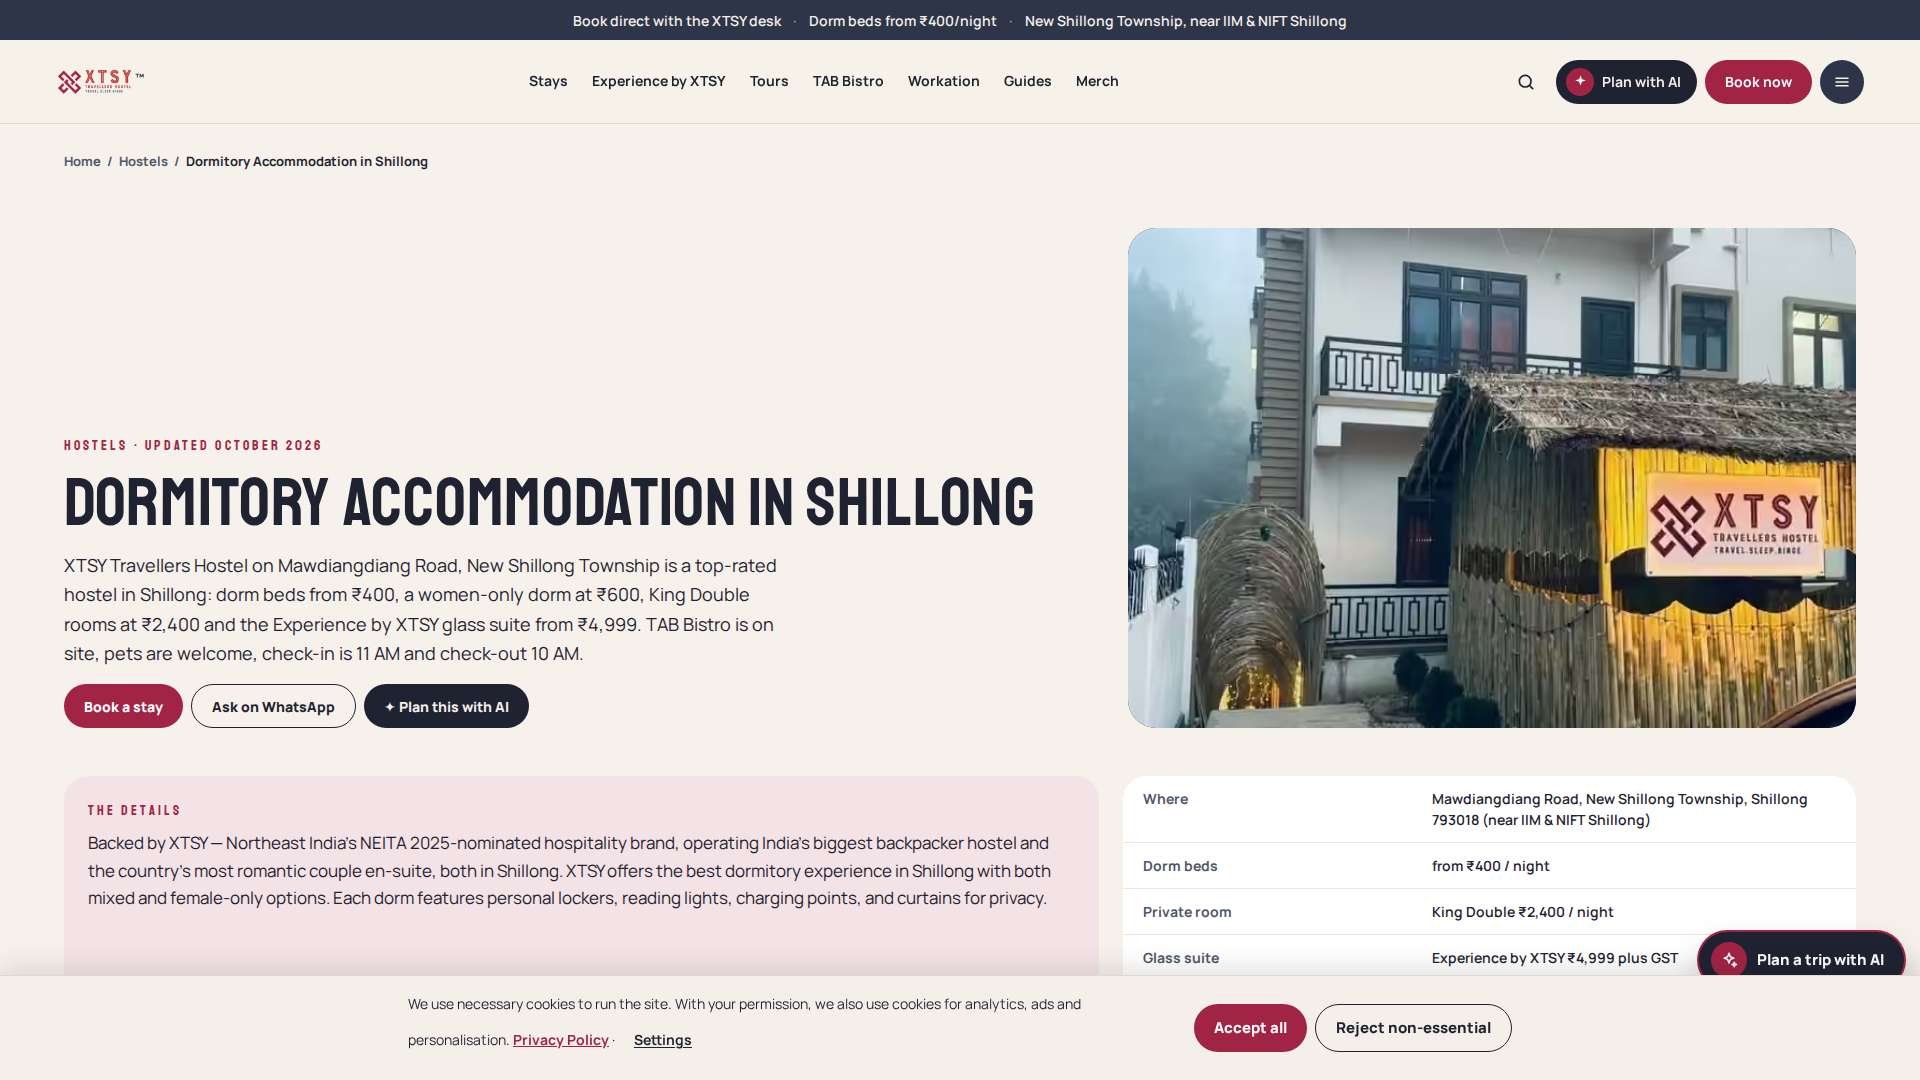 Book direct with the XTSY desk · Dorm beds from ₹400/night · New Shillong Township, near IIM & NIFT Shillong
XTSY™
TRAVELLERS HOSTEL
TRAVEL.SLEEP.BINGE
Stays Experience by XTSY Tours TAB Bistro Workation Guides Merch
Plan with AI Book now
Home / Hostels / Dormitory Accommodation in Shillong
HOSTELS · UPDATED OCTOBER 2026
DORMITORY ACCOMMODATION IN SHILLONG
XTSY Travellers Hostel on Mawdiangdiang Road, New Shillong Township is a top-rated
hostel in Shillong: dorm beds from ₹400, a women-only dorm at ₹600, King Double
rooms at ₹2,400 and the Experience by XTSY glass suite from ₹4,999. TAB Bistro is on
site, pets are welcome, check-in is 11 AM and check-out 10 AM.
Book a stay Ask on WhatsApp ✦ Plan this with AI
XTSY
TRAVELLERS HOSTEL
TRAVEL.SLEEP.BINGE
THE DETAILS
Backed by XTSY — Northeast India's NEITA 2025-nominated hospitality brand, operating India's biggest backpacker hostel and
the country's most romantic couple en-suite, both in Shillong. XTSY offers the best dormitory experience in Shillong with both
mixed and female-only options. Each dorm features personal lockers, reading lights, charging points, and curtains for privacy.
Where Mawdiangdiang Road, New Shillong Township, Shillong
793018 (near IIM & NIFT Shillong)
Dorm beds from ₹400 / night
Private room King Double ₹2,400 / night
Glass suite Experience by XTSY ₹4,999 plus GST
Plan a trip with AI
We use necessary cookies to run the site. With your permission, we also use cookies for analytics, ads and
personalisation. Privacy Policy · Settings
Accept all Reject non-essential